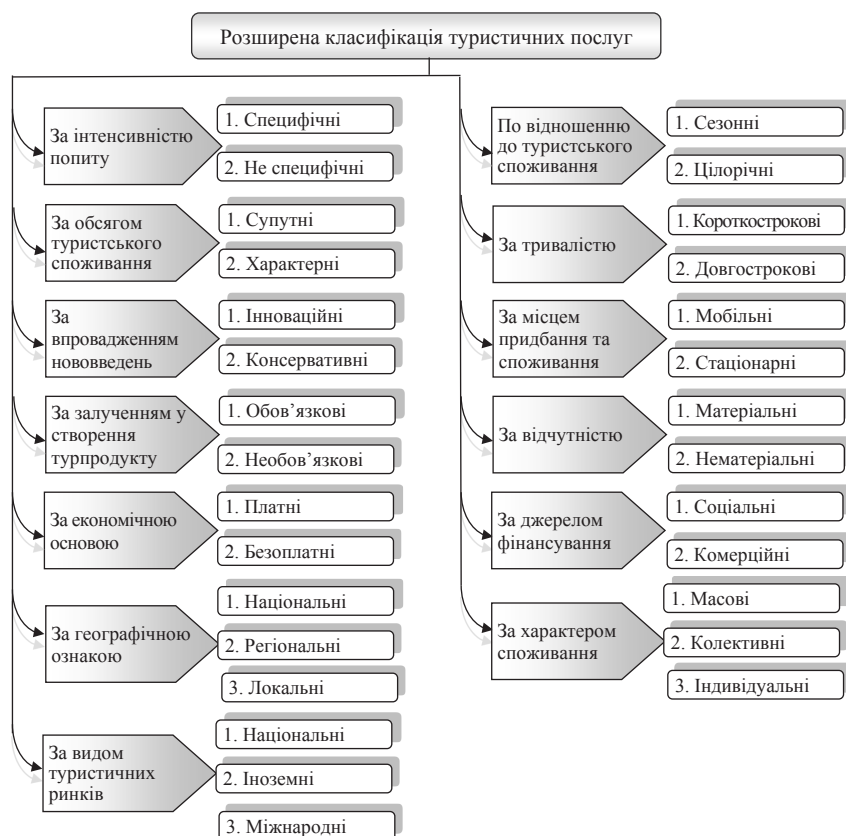 Розширена класифікація туристичних послуг
За інтенсивністю
попиту
1. Специфічні
2. Не специфічні
За обсягом
туристського
споживання
1. Супутні
2. Характерні
За
впровадженням
нововведень
1. Інноваційні
2. Консервативні
За залученням у
створення
турпродукту
1. Обов’язкові
2. Необов’язкові
За економічною
основою
1. Платні
2. Безоплатні
За географічною
ознакою
1. Національні
2. Регіональні
3. Локальні
За видом
туристичних
ринків
1. Національні
2. Іноземні
3. Міжнародні
По відношенню
до туристського
споживання
1. Сезонні
2. Цілорічні
За тривалістю
1. Короткострокові
2. Довгострокові
За місцем
придбання та
споживання
1. Мобільні
2. Стаціонарні
За відчутністю
1. Матеріальні
2. Нематеріальні
За джерелом
фінансування
1. Соціальні
2. Комерційні
За характером
споживання
1. Масові
2. Колективні
3. Індивідуальні